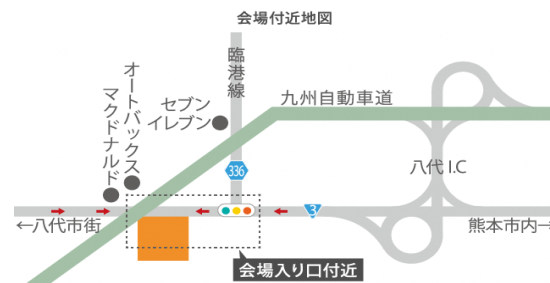 会場付近地図
臨港線
オートバックス
マクドナルド
セブン
イレブン
九州自動車道
336
八代 I.C
3
←八代市街
熊本市内→
会場入り口付近